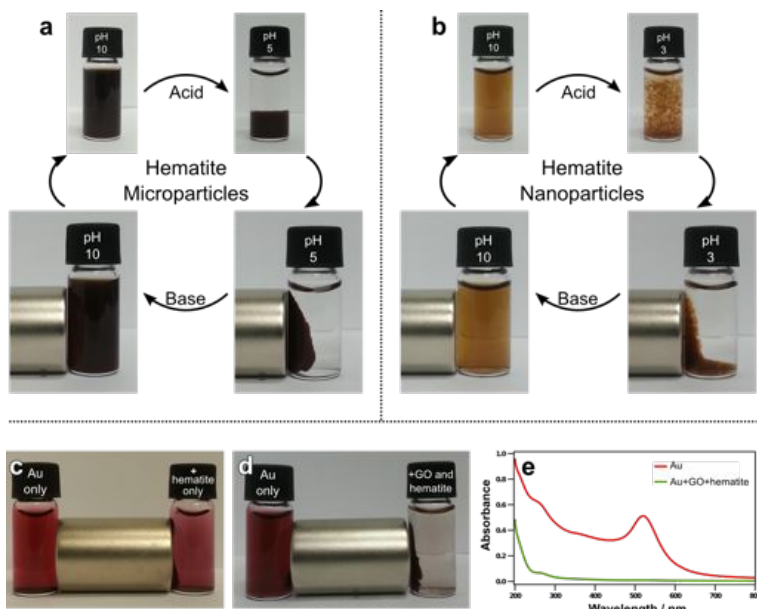 a
pH
10
Acid
pH
5
Hematite
Microparticles
pH
10
Base
pH
5
b
pH
10
Acid
pH
3
Hematite
Nanoparticles
pH
10
Base
pH
3
c
Au
only
+
hematite
only
d
Au
only
+GO and
hematite
e
Au
Au+GO+hematite
Absorbance
1.0
0.8
0.6
0.4
0.2
0.0
200
300
400
500
600
700
800
Wavelength / nm